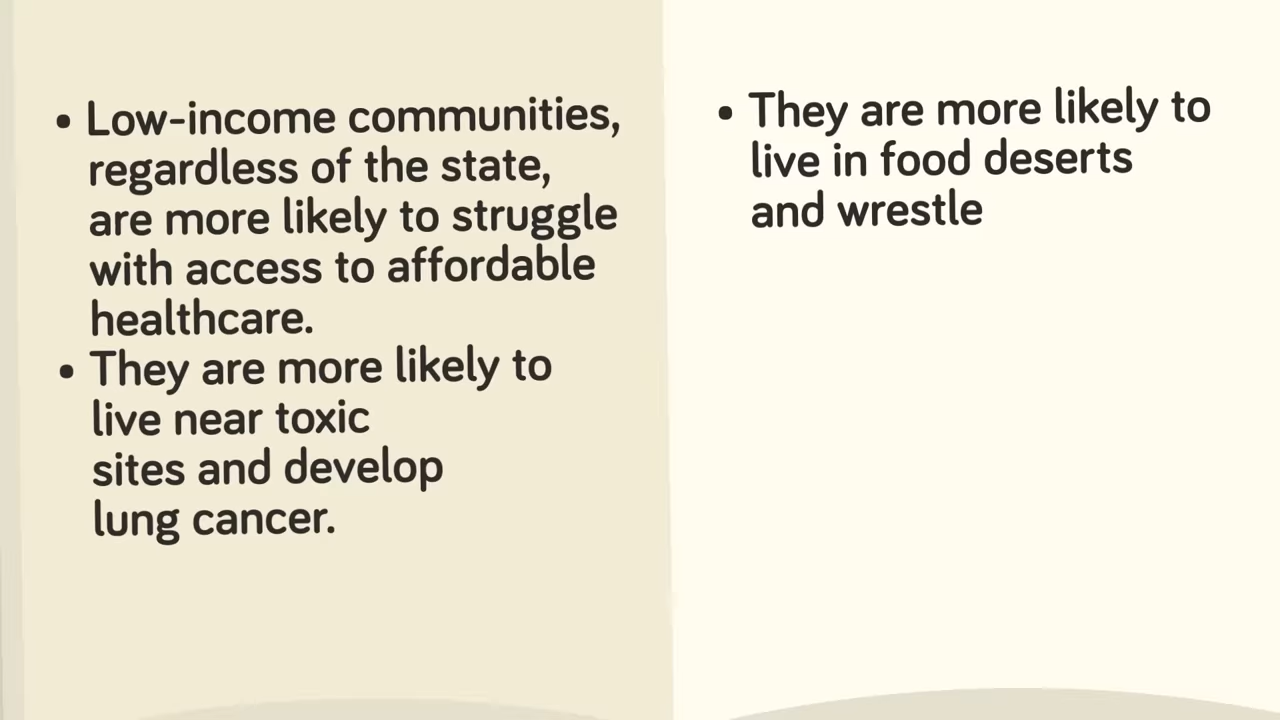 • Low-income communities,
regardless of the state,
are more likely to struggle
with access to affordable
healthcare.
• They are more likely to
live near toxic
sites and develop
lung cancer.
• They are more likely to
live in food deserts
and wrestle